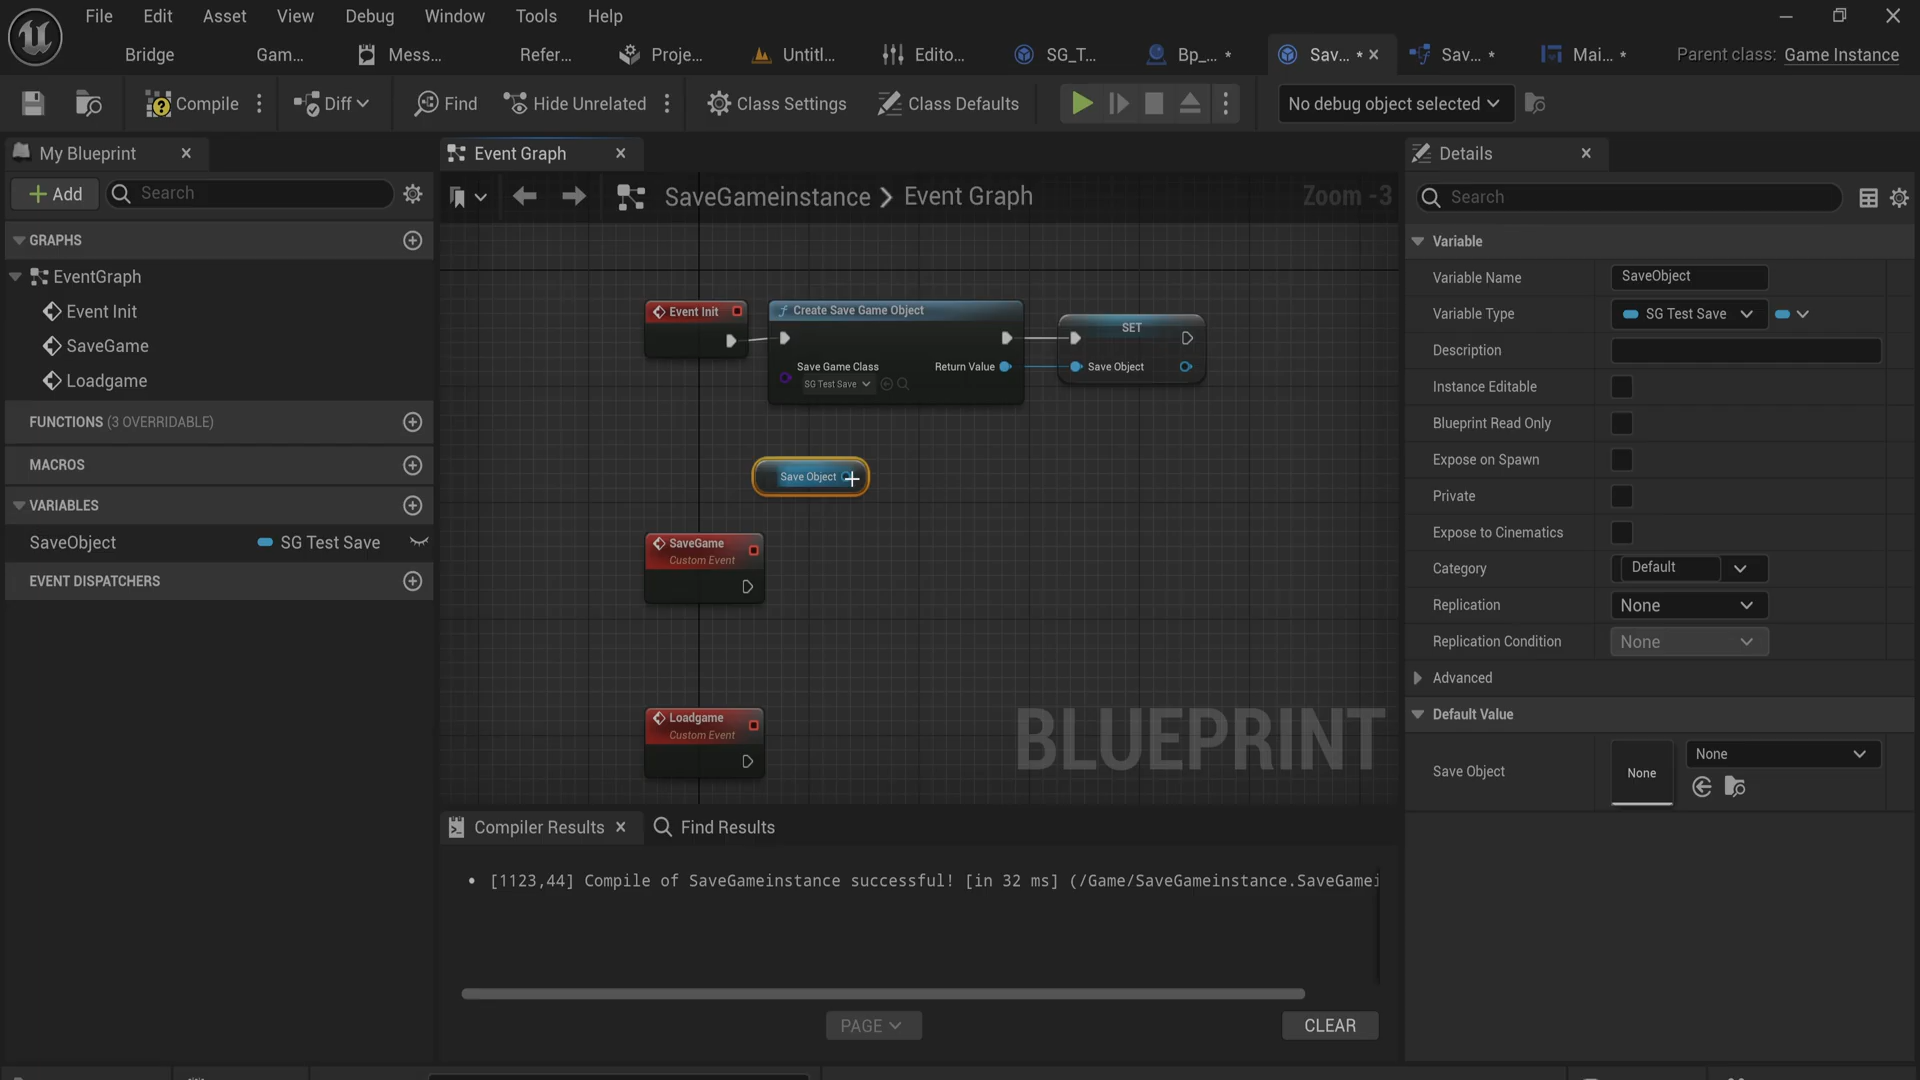 File Edit Asset View Debug Window Tools Help
Bridge Gam... Mess... Refer... Proje... Untitl... Edito... SG_T... Bp_... * Sav... * Sav... * Mai... * Parent class: Game Instance
Compile Diff Find Hide Unrelated Class Settings Class Defaults No debug object selected
My Blueprint
Add Search
GRAPHS
EventGraph
Event Init
SaveGame
Loadgame
FUNCTIONS (3 OVERRIDABLE)
MACROS
VARIABLES
SaveObject SG Test Save
EVENT DISPATCHERS
Event Graph
SaveGameinstance > Event Graph Zoom -3
Event Init
Create Save Game Object
Save Game Class
SG Test Save
Return Value
SET
Save Object
Save Object
SaveGame
Custom Event
Loadgame
Custom Event
BLUEPRINT
Compiler Results Find Results
• [1123,44] Compile of SaveGameinstance successful! [in 32 ms] (/Game/SaveGameinstance.SaveGamei
PAGE CLEAR
Details
Search
Variable
Variable Name SaveObject
Variable Type SG Test Save
Description
Instance Editable
Blueprint Read Only
Expose on Spawn
Private
Expose to Cinematics
Category Default
Replication None
Replication Condition None
Advanced
Default Value
Save Object None None